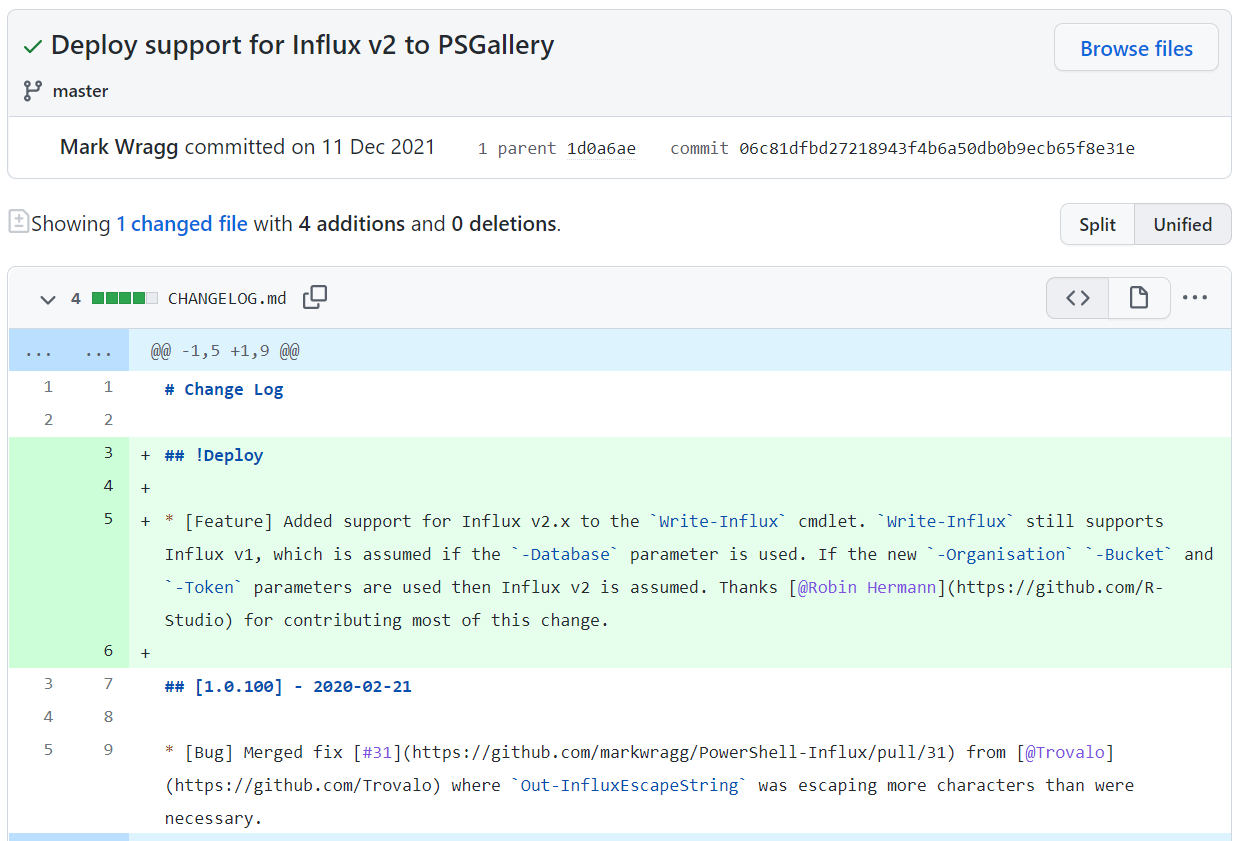 Deploy support for Influx v2 to PSGallery
Browse files
master
Mark Wragg committed on 11 Dec 2021 1 parent 1d0a6ae commit 06c81dfbd27218943f4b6a50db0b9ecb65f8e31e
Showing 1 changed file with 4 additions and 0 deletions.
Split Unified
4 CHANGELOG.md
... ... @@ -1,5 +1,9 @@
1 1 # Change Log
2 2
3 + ## !Deploy
4 +
5 + * [Feature] Added support for Influx v2.x to the `Write-Influx` cmdlet. `Write-Influx` still supports
Influx v1, which is assumed if the `-Database` parameter is used. If the new `-Organisation` `-Bucket` and
`-Token` parameters are used then Influx v2 is assumed. Thanks [@Robin Hermann](https://github.com/R-
Studio) for contributing most of this change.
6 +
3 7 ## [1.0.100] - 2020-02-21
4 8
5 9 * [Bug] Merged fix [#31](https://github.com/markwragg/PowerShell-Influx/pull/31) from [@Trovalo]
(https://github.com/Trovalo) where `Out-InfluxEscapeString` was escaping more characters than were
necessary.